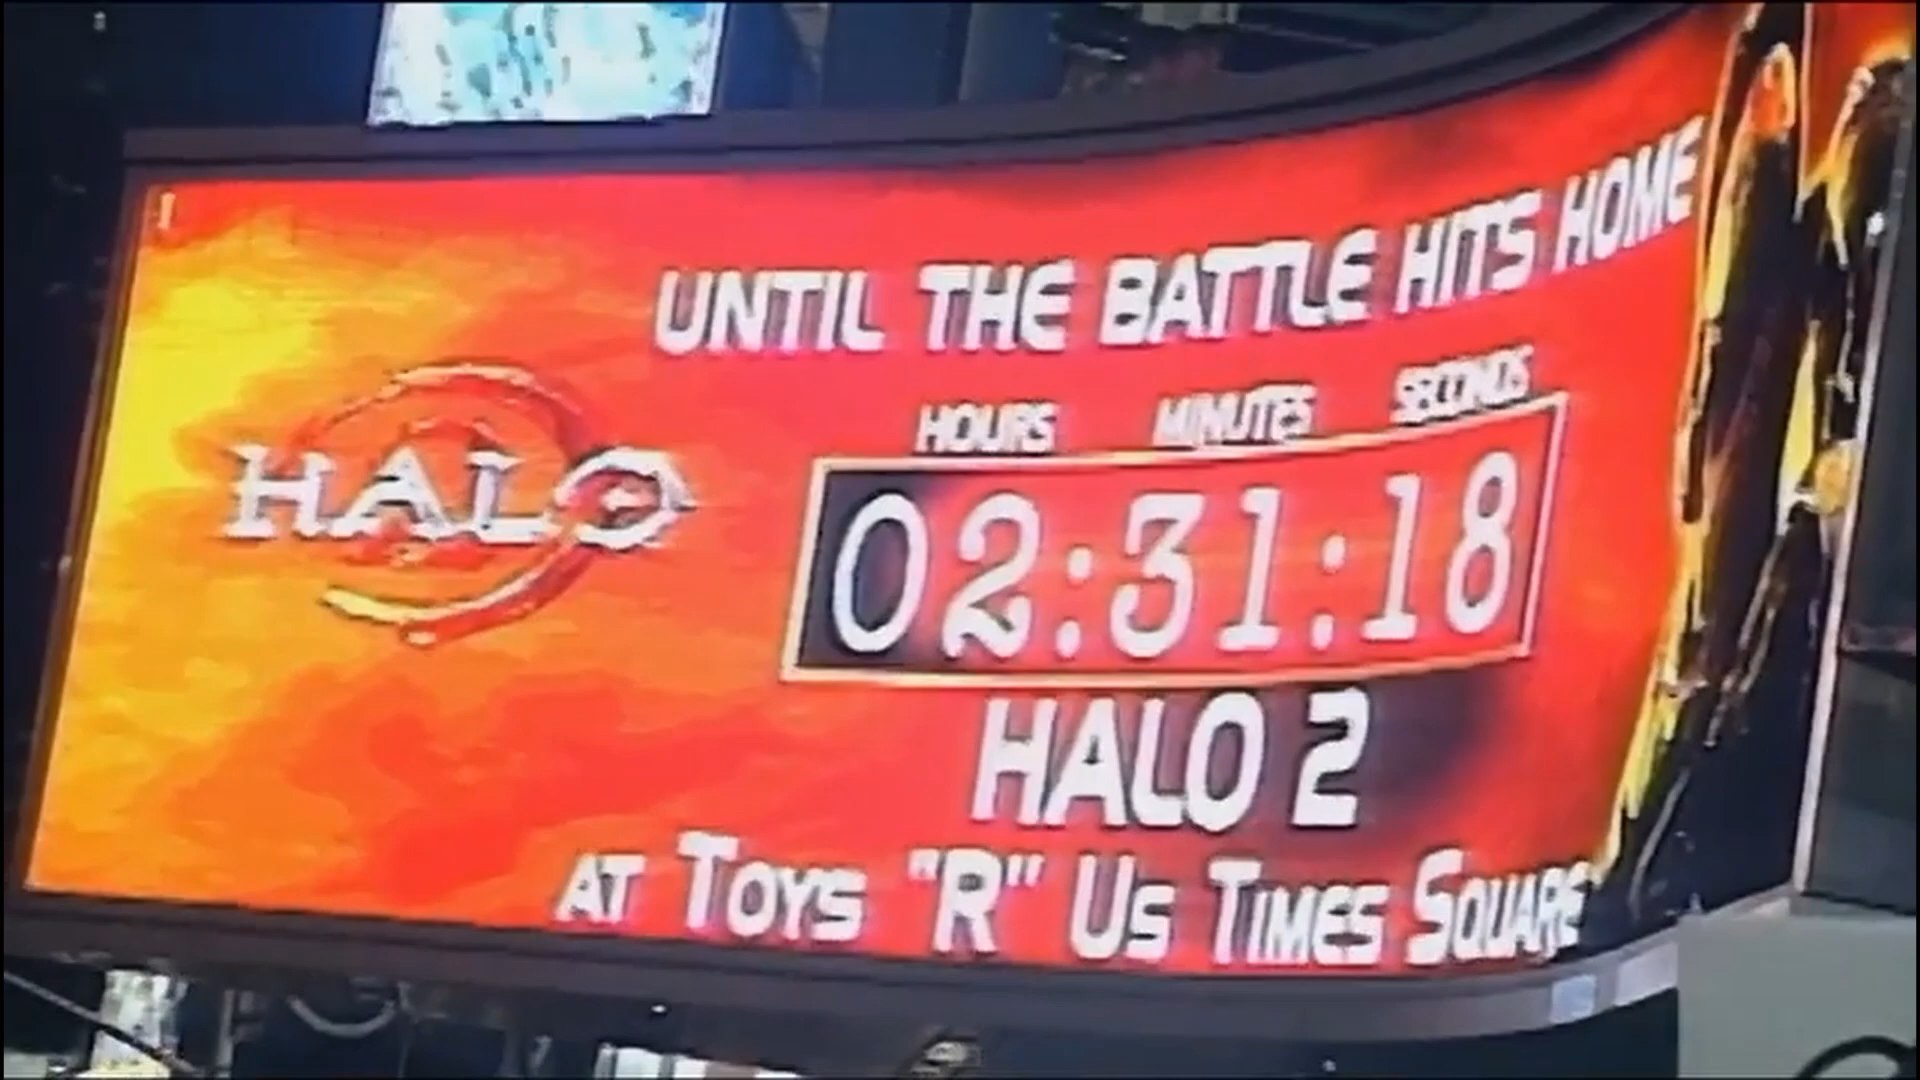 UNTIL THE BATTLE HITS HOME
HOURS MINUTES SECONDS
HALO
02:31:18
HALO 2
AT TOYS "R" US TIMES SQUARE